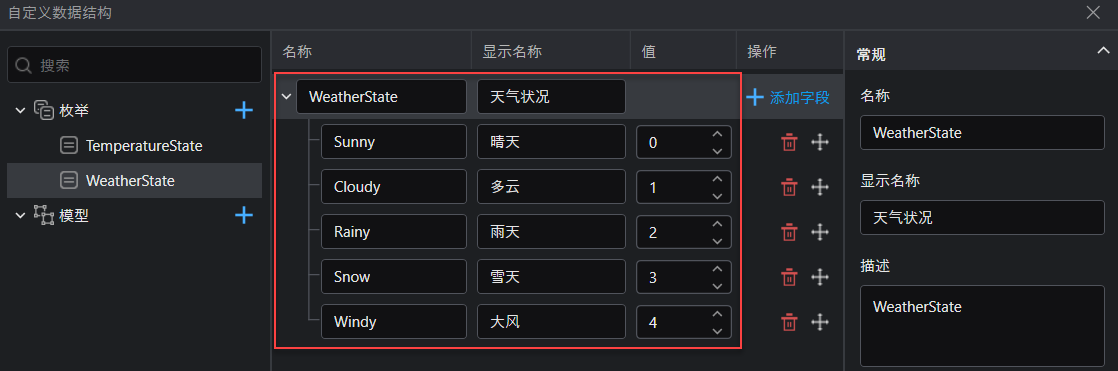 自定义数据结构
搜索
枚举
TemperatureState
WeatherState
模型
名称 显示名称 值 操作
WeatherState 天气状况 添加字段
Sunny 晴天 0
Cloudy 多云 1
Rainy 雨天 2
Snow 雪天 3
Windy 大风 4
常规
名称
WeatherState
显示名称
天气状况
描述
WeatherState